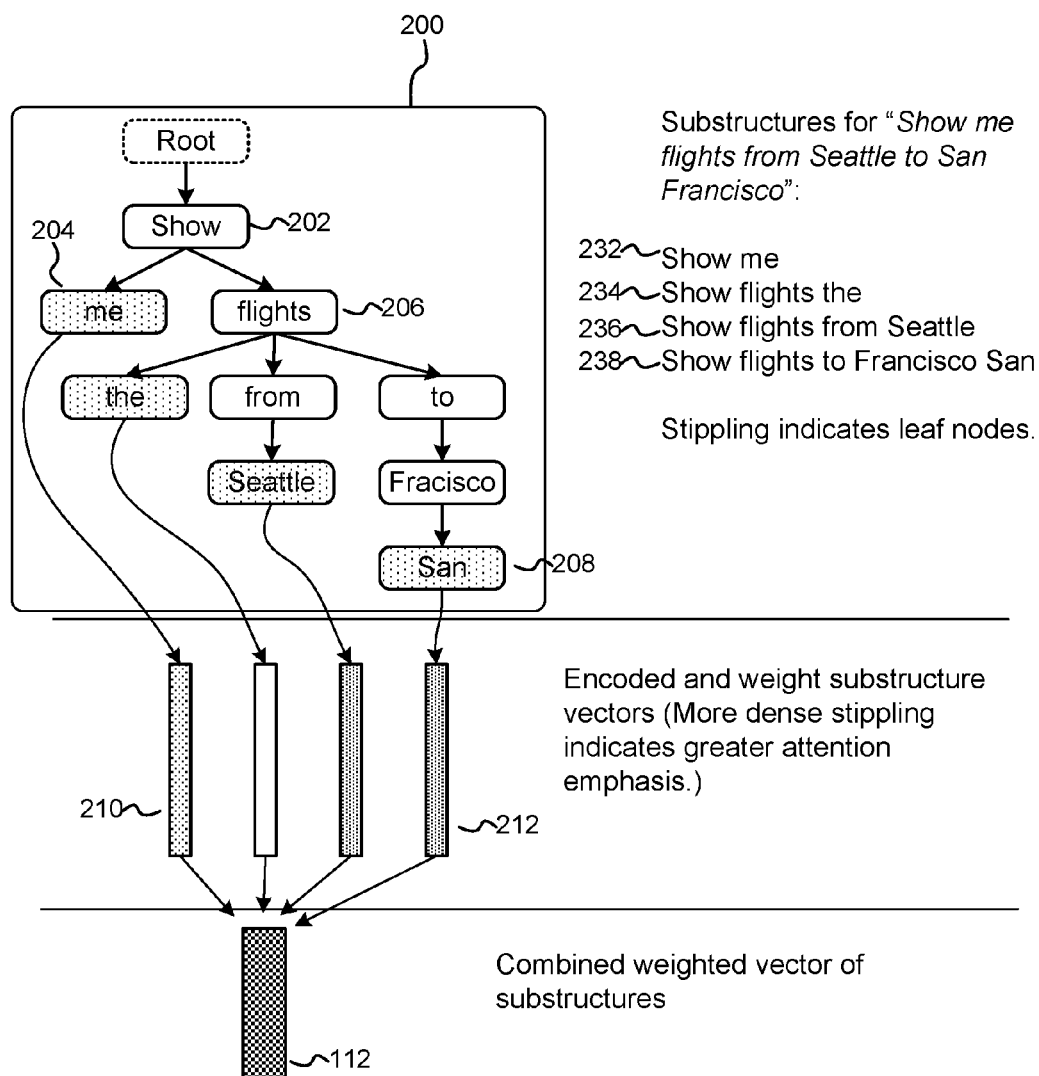 200
Root
Show
202
204
me
flights
206
the
from
to
Seattle
Fracisco
San
208
Substructures for "Show me
flights from Seattle to San
Francisco":
232 Show me
234 Show flights the
236 Show flights from Seattle
238 Show flights to Francisco San
Stippling indicates leaf nodes.
Encoded and weight substructure
vectors (More dense stippling
indicates greater attention
emphasis.)
210
212
Combined weighted vector of
substructures
112